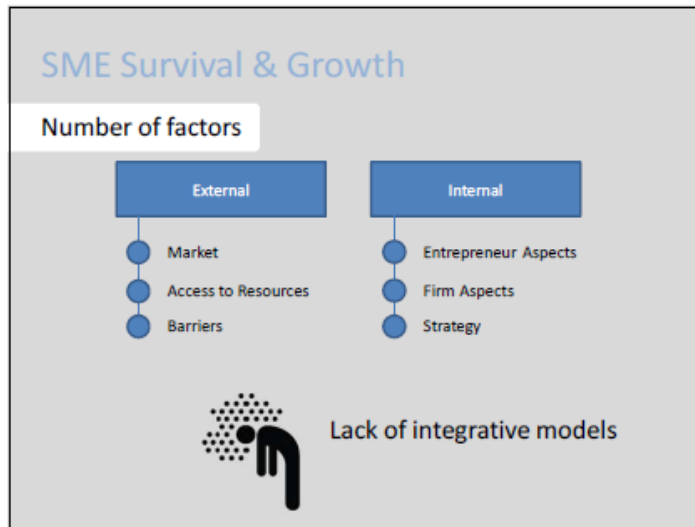 SME Survival & Growth
Number of factors
External
Market
Access to Resources
Barriers
Internal
Entrepreneur Aspects
Firm Aspects
Strategy
Lack of integrative models